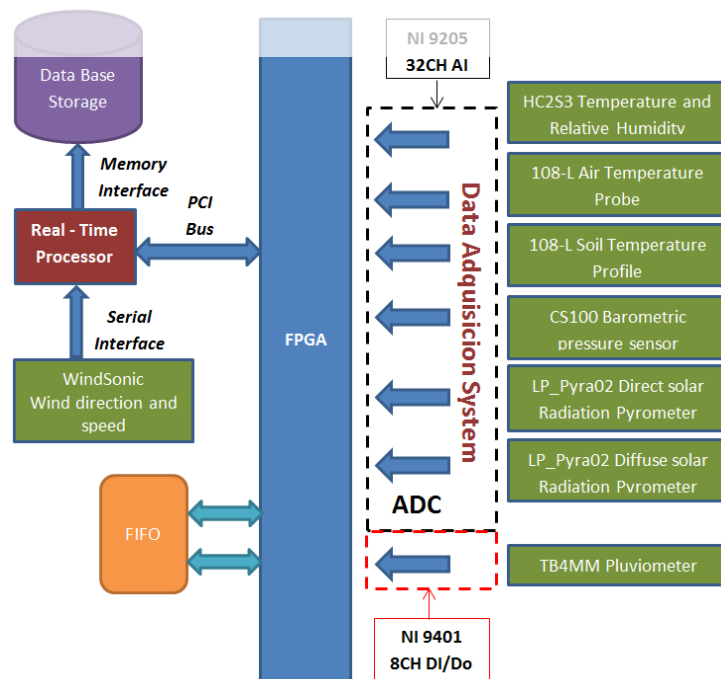 NI 9205
32CH AI
Data Base
Storage
Memory
Interface
PCI
Bus
Real - Time
Processor
Serial
Interface
WindSonic
Wind direction and
speed
FIFO
FPGA
Data Adquisicion System
ADC
HC2S3 Temperature and
Relative Humidity
108-L Air Temperature
Probe
108-L Soil Temperature
Profile
CS100 Barometric
pressure sensor
LP_Pyra02 Direct solar
Radiation Pyrometer
LP_Pyra02 Diffuse solar
Radiation Pyrometer
TB4MM Pluviometer
NI 9401
8CH DI/Do